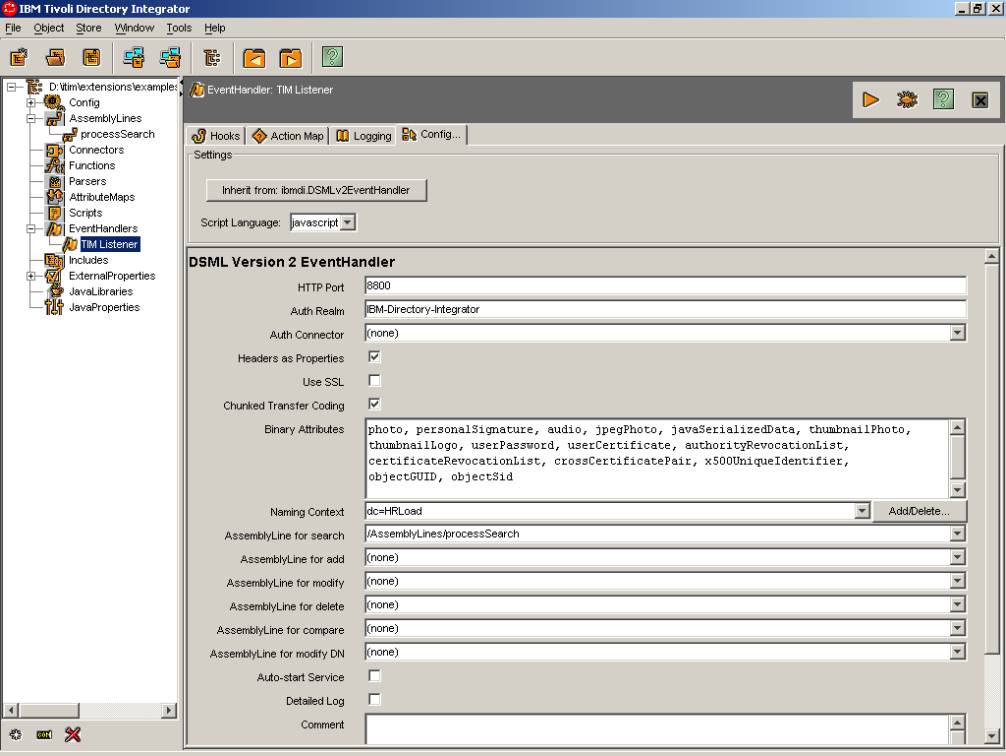 IBM Tivoli Directory Integrator
File Object Store Window Tools Help
D:\tim\extensions\examples
Config
AssemblyLines
processSearch
Connectors
Functions
Parsers
AttributeMaps
Scripts
EventHandlers
TIM Listener
Includes
ExternalProperties
JavaLibraries
JavaProperties
EventHandler: TIM Listener
Hooks Action Map Logging Config...
Settings
Inherit from: ibmdi.DSMLv2EventHandler
Script Language: javascript
DSML Version 2 EventHandler
HTTP Port 8800
Auth Realm IBM-Directory-Integrator
Auth Connector (none)
Headers as Properties
Use SSL
Chunked Transfer Coding
Binary Attributes photo, personalSignature, audio, jpegPhoto, javaSerializedData, thumbnailPhoto,
thumbnailLogo, userPassword, userCertificate, authorityRevocationList,
certificateRevocationList, crossCertificatePair, x500UniqueIdentifier,
objectGUID, objectSid
Naming Context dc=HRLoad Add/Delete...
AssemblyLine for search /AssemblyLines/processSearch
AssemblyLine for add (none)
AssemblyLine for modify (none)
AssemblyLine for delete (none)
AssemblyLine for compare (none)
AssemblyLine for modify DN (none)
Auto-start Service
Detailed Log
Comment